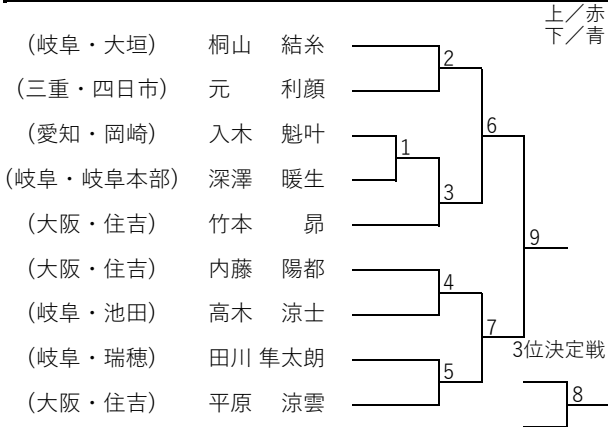 上／赤
下／青
(岐阜・大垣) 桐山 結糸
2
(三重・四日市) 元 利顔
(愛知・岡崎) 入木 魁叶
6
1
(岐阜・岐阜本部) 深澤 暖生
3
(大阪・住吉) 竹本 昴
9
(大阪・住吉) 内藤 陽都
4
(岐阜・池田) 高木 涼士
7
3位決定戦
(岐阜・瑞穂) 田川 隼太朗
5
8
(大阪・住吉) 平原 涼雲